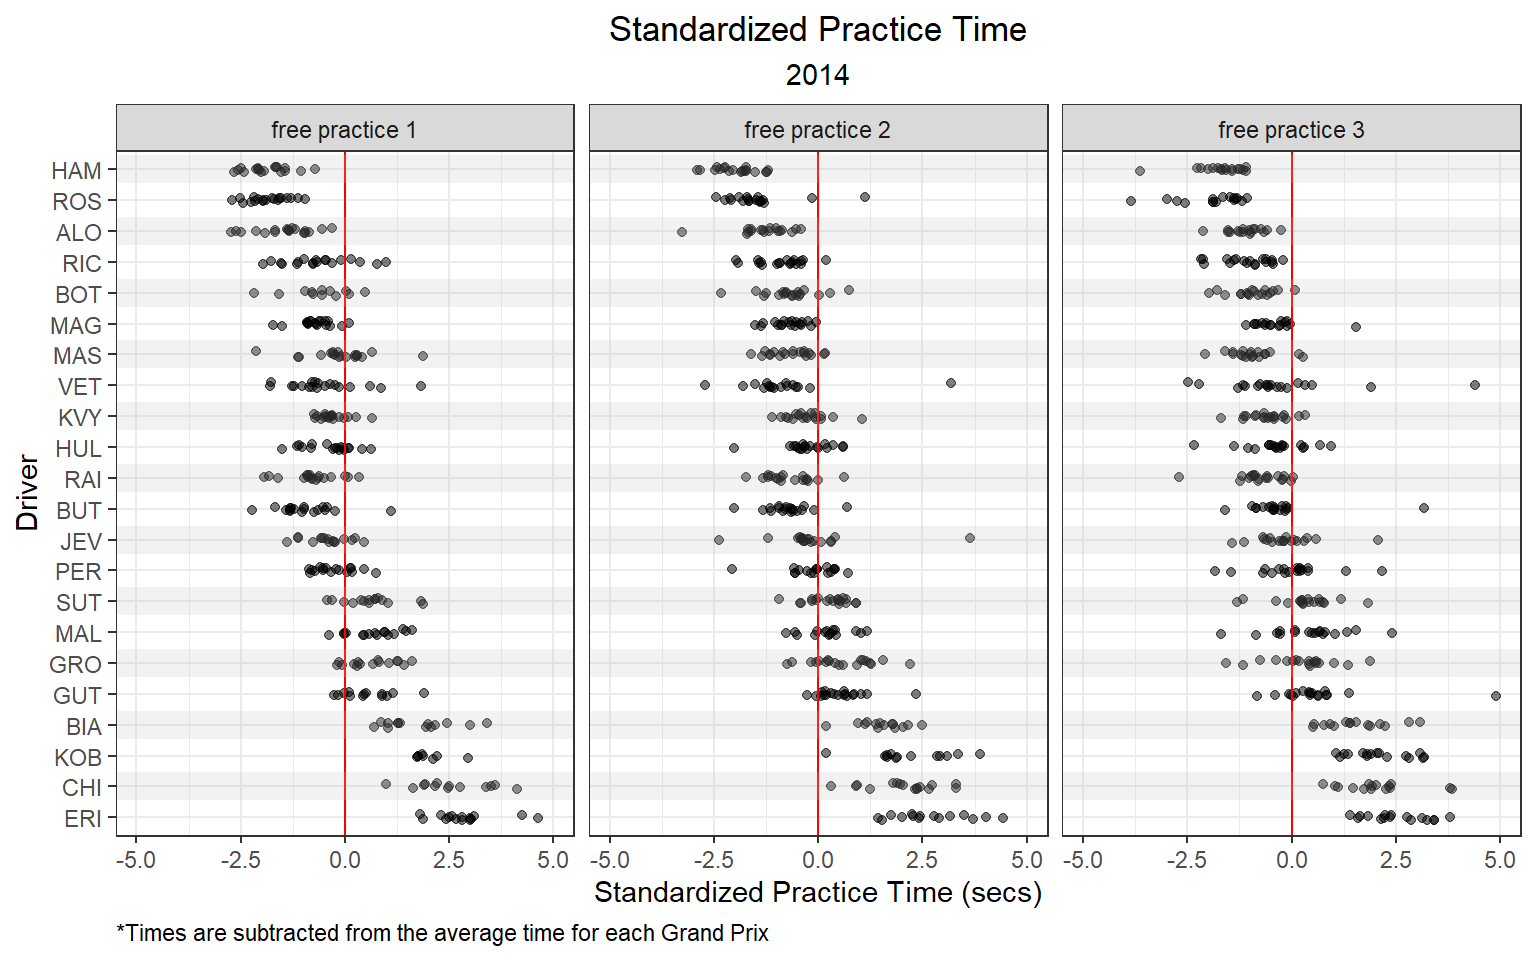 Standardized Practice Time
2014
free practice 1 free practice 2 free practice 3
HAM
ROS
ALO
RIC
BOT
MAG
MAS
VET
KVY
HUL
RAI
BUT
JEV
PER
SUT
MAL
GRO
GUT
BIA
KOB
CHI
ERI
Driver
-5.0 -2.5 0.0 2.5 5.0 -5.0 -2.5 0.0 2.5 5.0 -5.0 -2.5 0.0 2.5 5.0
Standardized Practice Time (secs)
*Times are subtracted from the average time for each Grand Prix